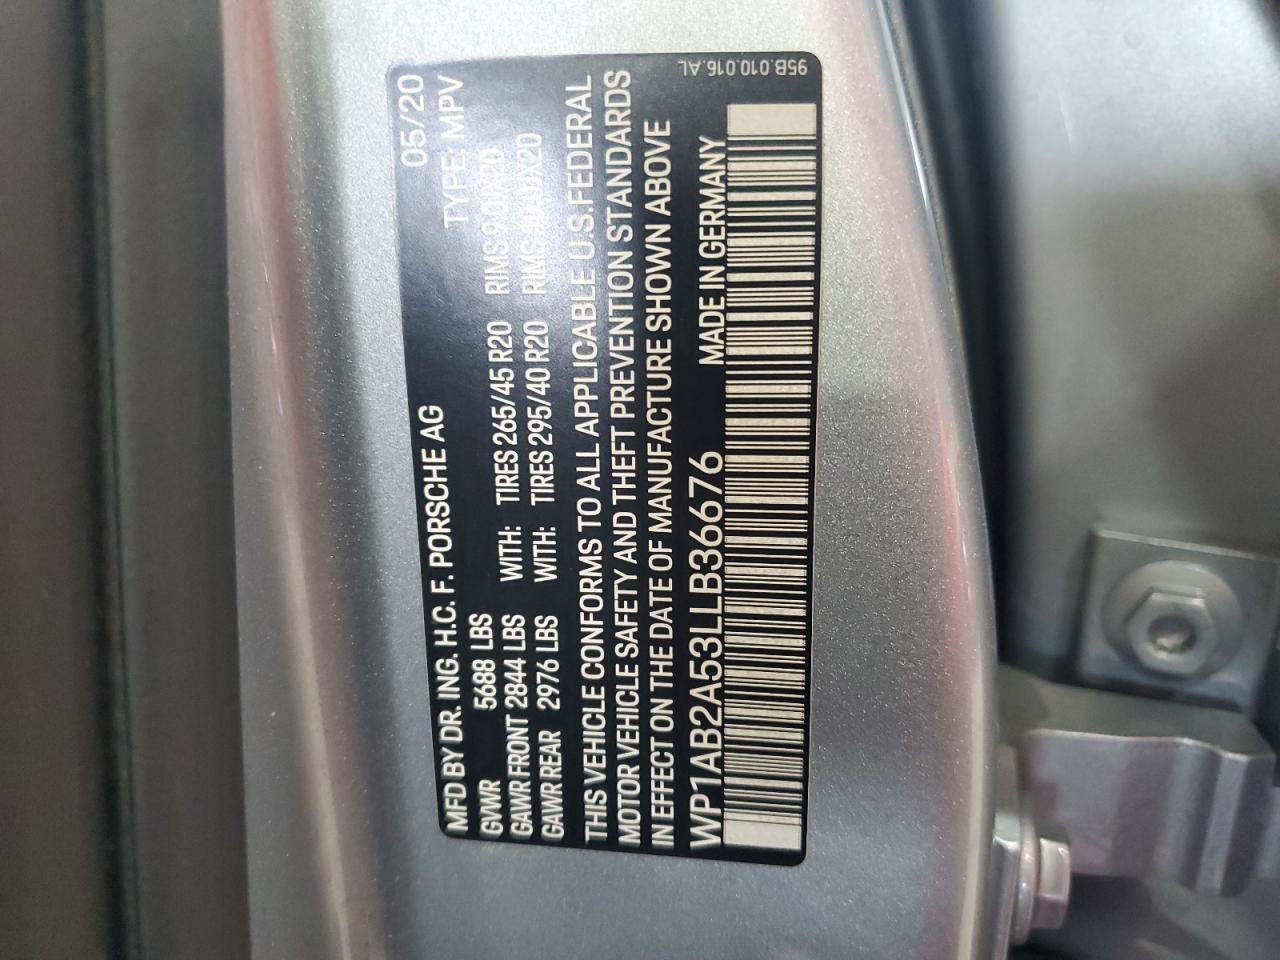 MFD BY DR. ING. H.C. F. PORSCHE AG 05/20
GVWR 5688 LBS TYPE: MPV
GAWR FRONT 2844 LBS WITH: TIRES 265/45 R20 RIMS 9.0JX20
GAWR REAR 2976 LBS WITH: TIRES 295/40 R20 RIMS
THIS VEHICLE CONFORMS TO ALL APPLICABLE U.S.FEDERAL
MOTOR VEHICLE SAFETY AND THEFT PREVENTION STANDARDS
IN EFFECT ON THE DATE OF MANUFACTURE SHOWN ABOVE
WP1AB2A53LLB36676 MADE IN GERMANY
95B.010.016.AL